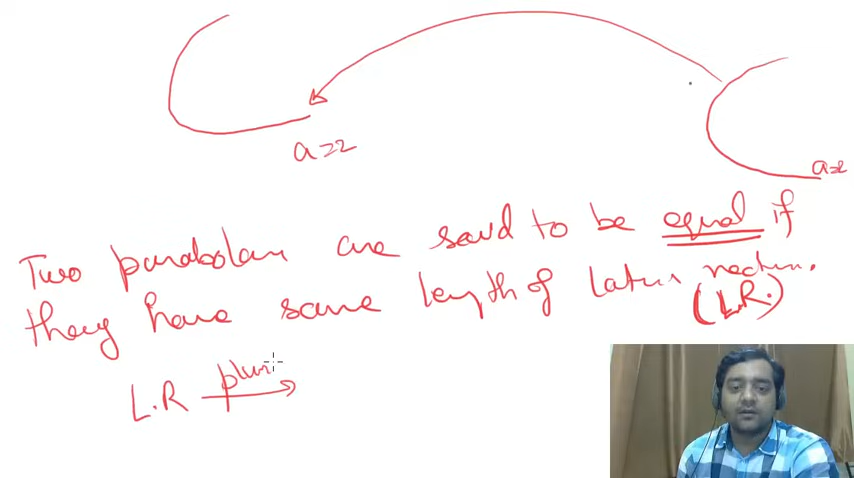 a=2
a=2
Two parabolas are said to be equal if
they have same length of latus rectum.
(L.R.)
L.R